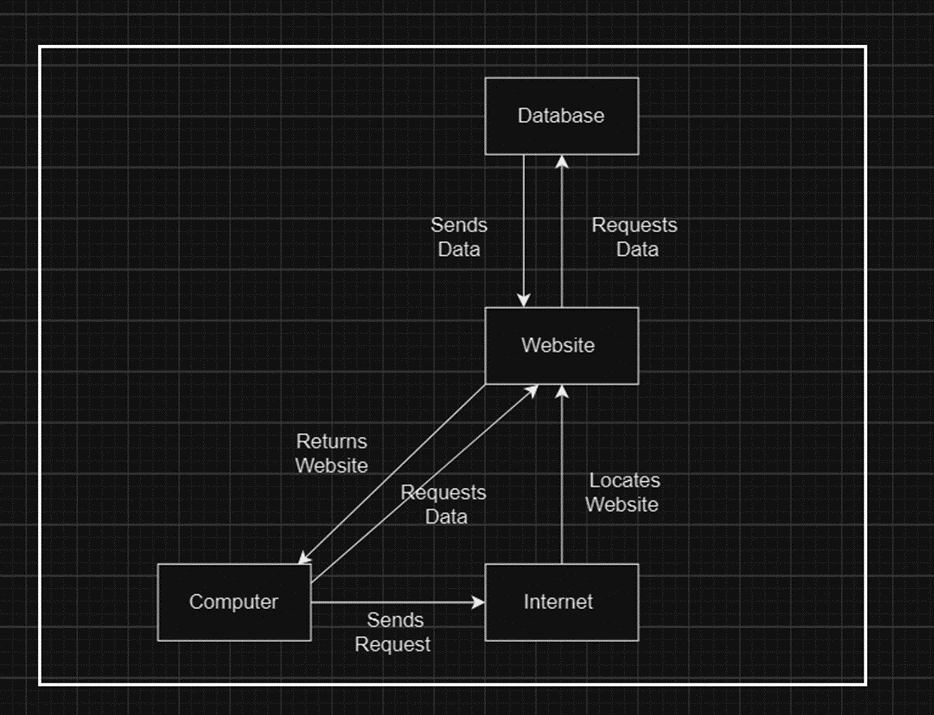 Database
Sends
Data
Requests
Data
Website
Returns
Website
Requests
Data
Locates
Website
Computer
Sends
Request
Internet